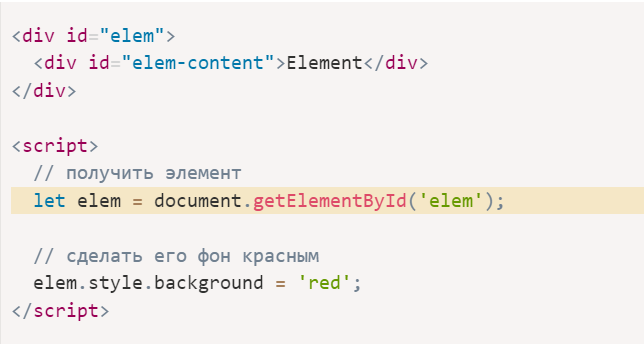 <div id="elem">
  <div id="elem-content">Element</div>
</div>

<script>
  // получить элемент
  let elem = document.getElementById('elem');

  // сделать его фон красным
  elem.style.background = 'red';
</script>